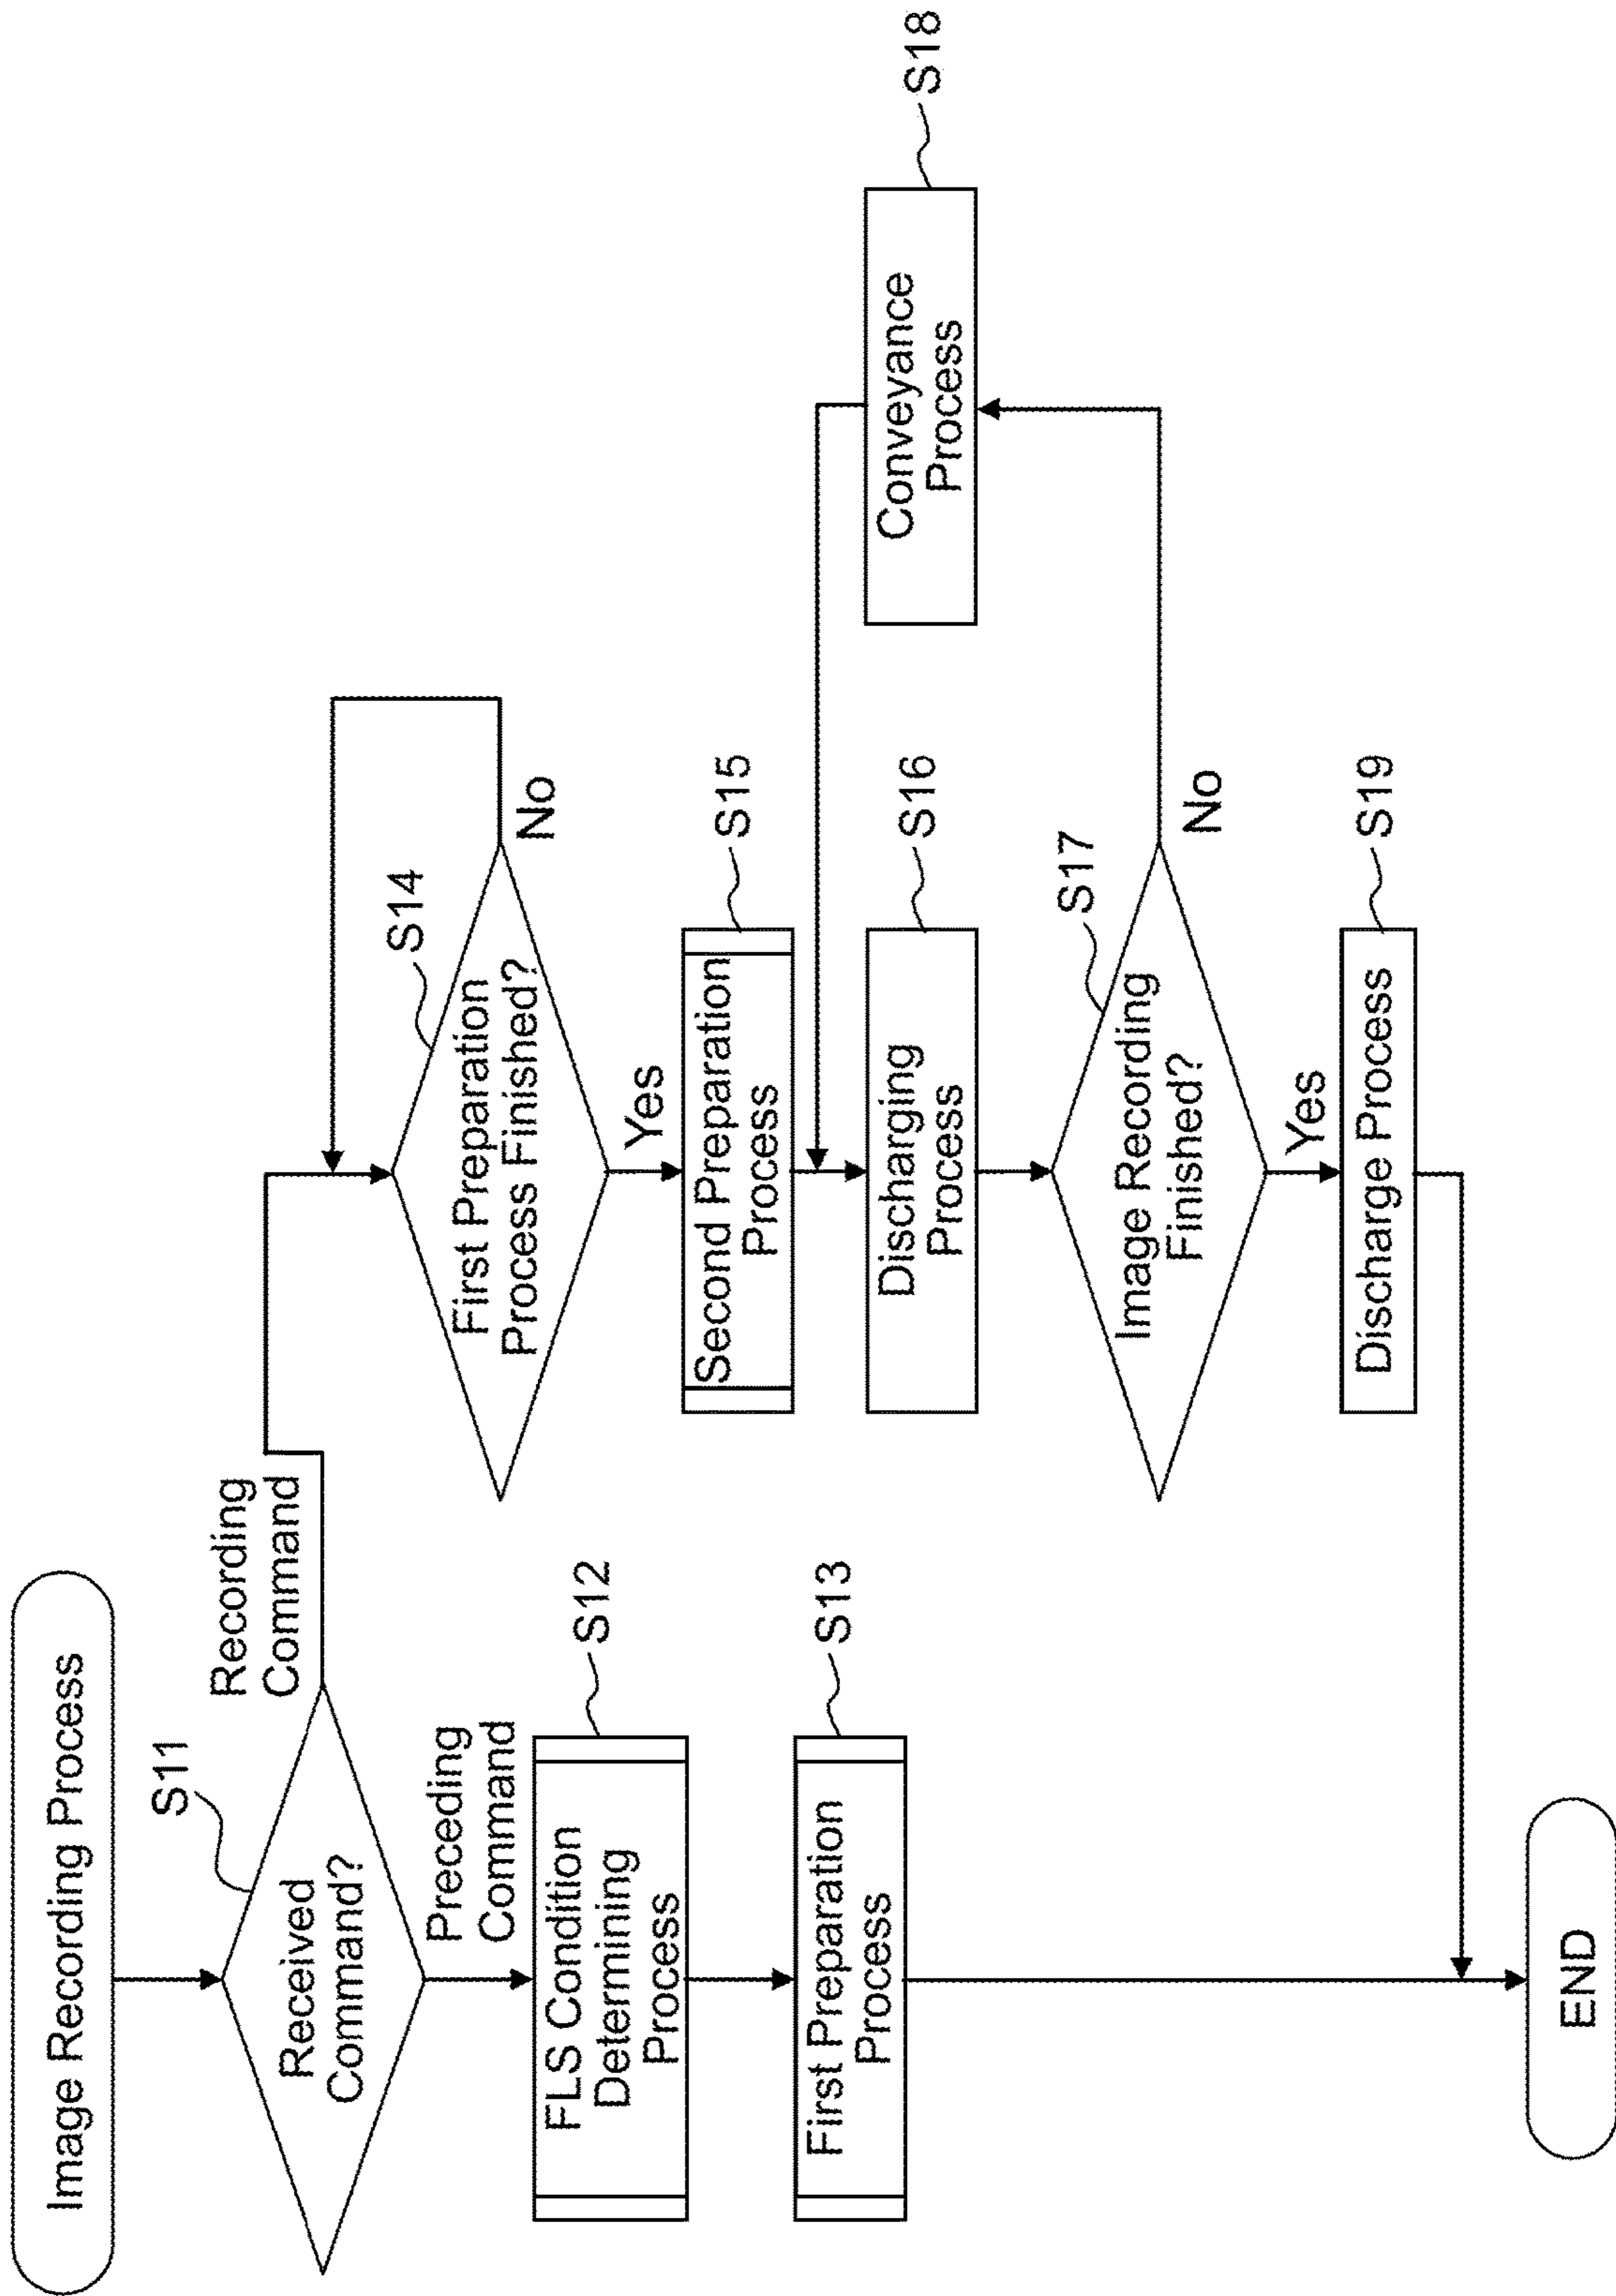 Image Recording Process
S11
Received
Command?
Recording
Command
Preceding
Command
S12
FLS Condition
Determining
Process
S13
First Preparation
Process
S14
First Preparation
Process Finished?
No
Yes
S15
Second Preparation
Process
S16
Discharging
Process
S17
Image Recording
Finished?
No
S18
Conveyance
Process
Yes
S19
Discharge Process
END